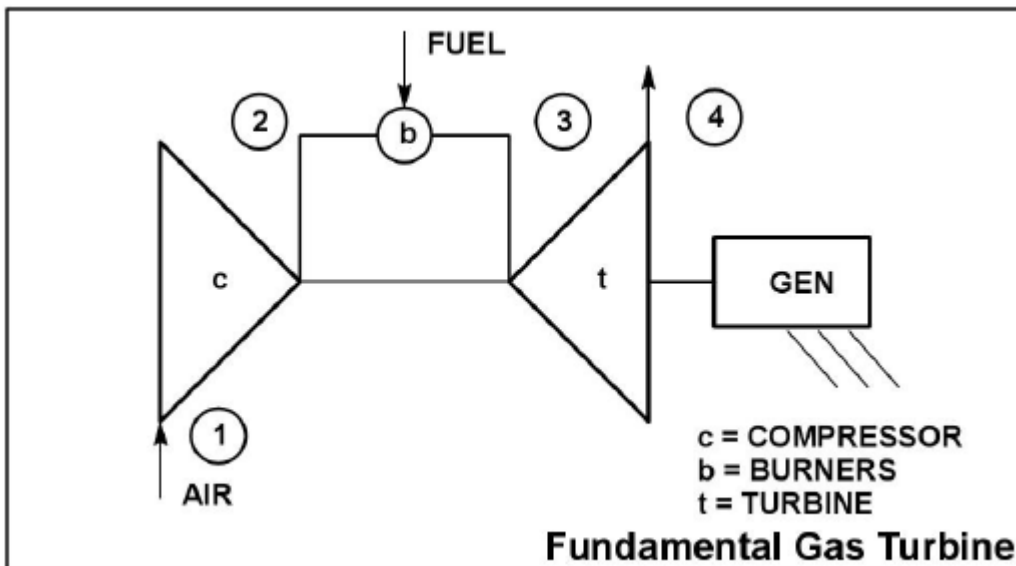 FUEL
2
b
3
4
c
t
GEN
1
AIR
c = COMPRESSOR
b = BURNERS
t = TURBINE
Fundamental Gas Turbine